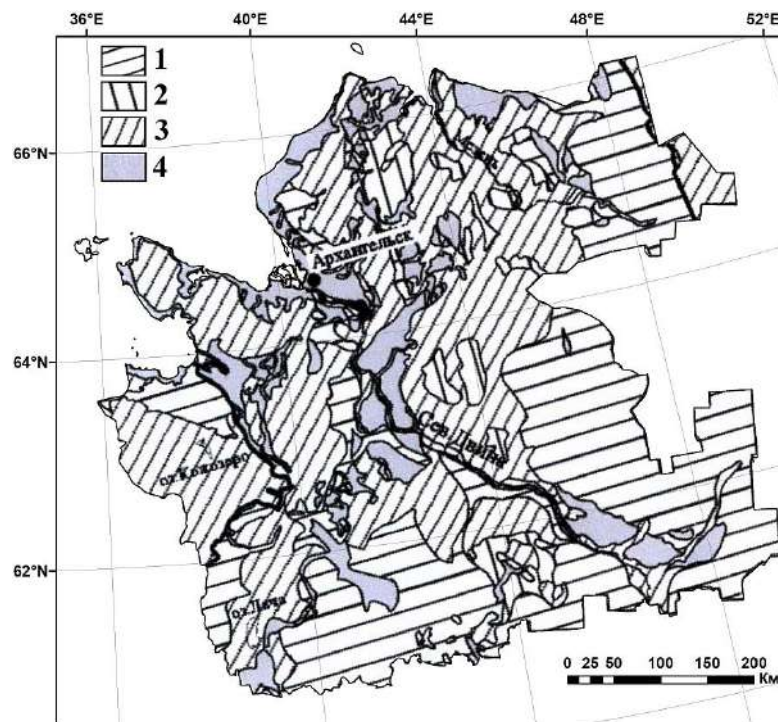 36°E 40°E 44°E 48°E 52°E
1
2
3
4
66°N
Мезень
Архангельск
64°N
Сев.Двина
оз.Кожозеро
62°N
оз.Лача
0 25 50 100 150 200
Км